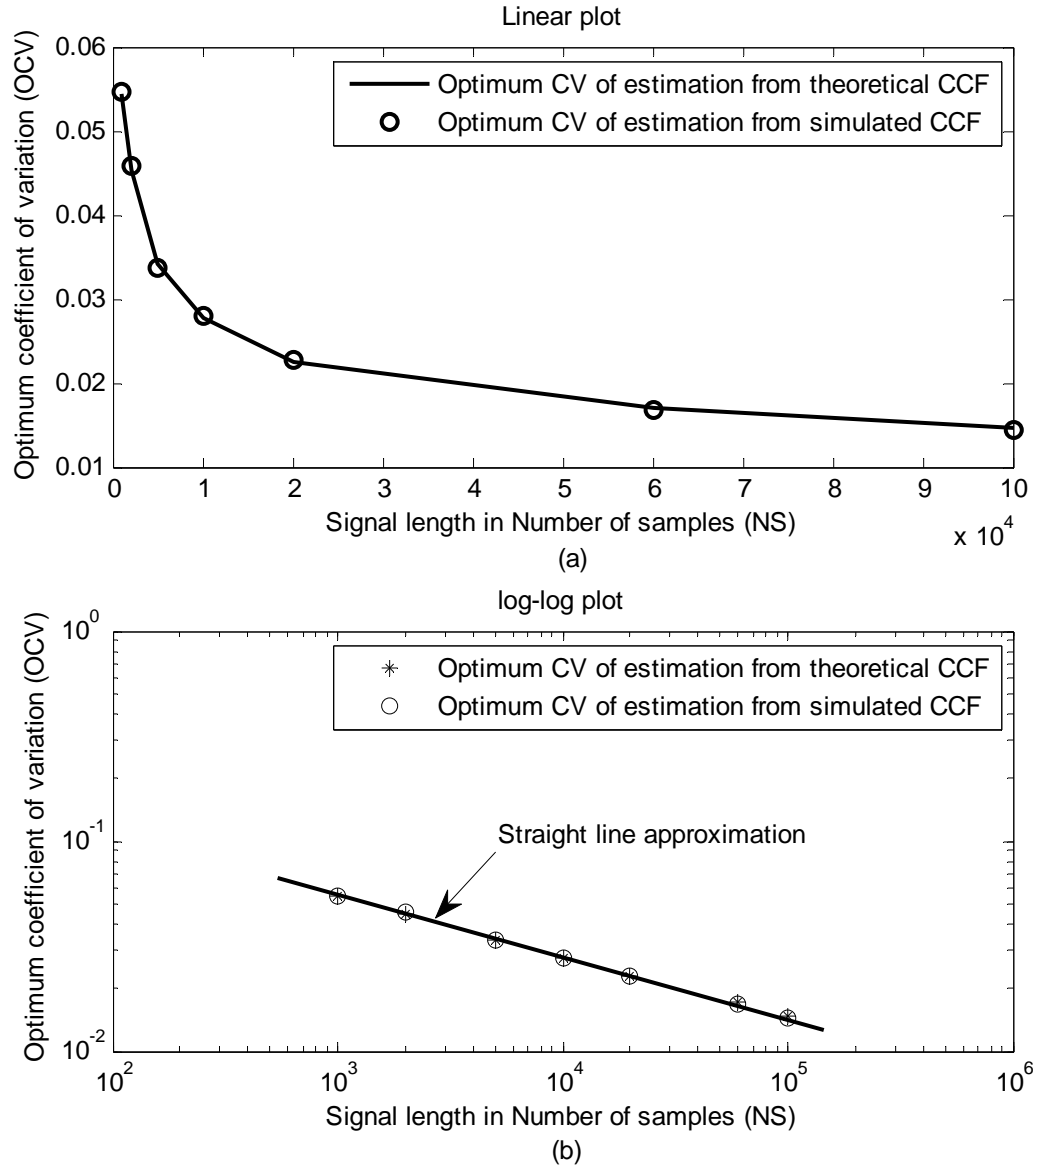 Linear plot
Optimum coefficient of variation (OCV)
0.06
0.05
0.04
0.03
0.02
0.01
Optimum CV of estimation from theoretical CCF
Optimum CV of estimation from simulated CCF
0 1 2 3 4 5 6 7 8 9 10
x 10^4
Signal length in Number of samples (NS)
(a)
log-log plot
Optimum coefficient of variation (OCV)
10^0
10^-1
10^-2
Optimum CV of estimation from theoretical CCF
Optimum CV of estimation from simulated CCF
Straight line approximation
10^2 10^3 10^4 10^5 10^6
Signal length in Number of samples (NS)
(b)